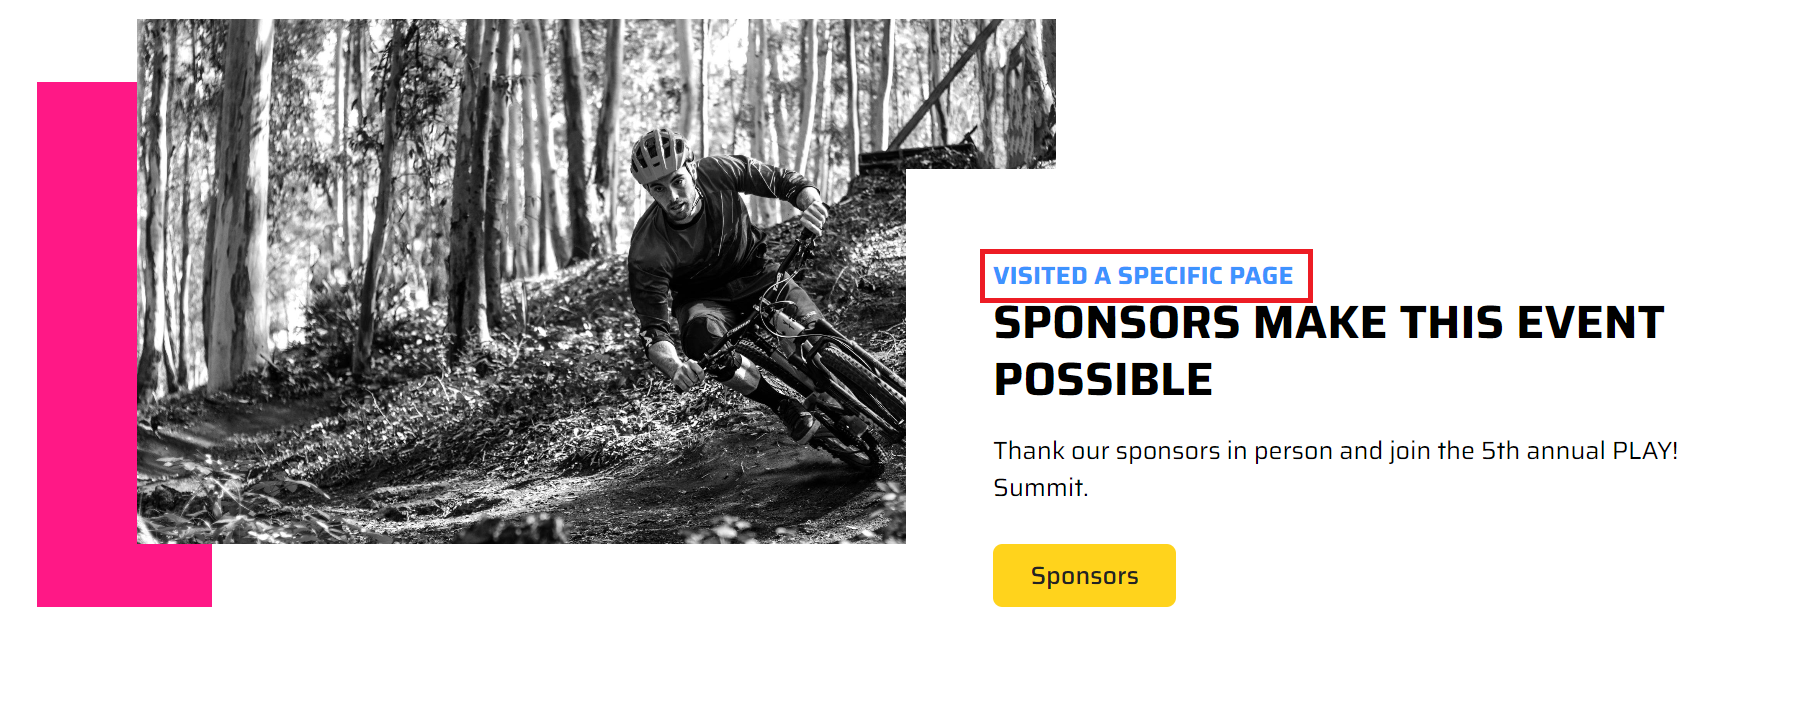 VISITED A SPECIFIC PAGE
SPONSORS MAKE THIS EVENT
POSSIBLE
Thank our sponsors in person and join the 5th annual PLAY!
Summit.
Sponsors